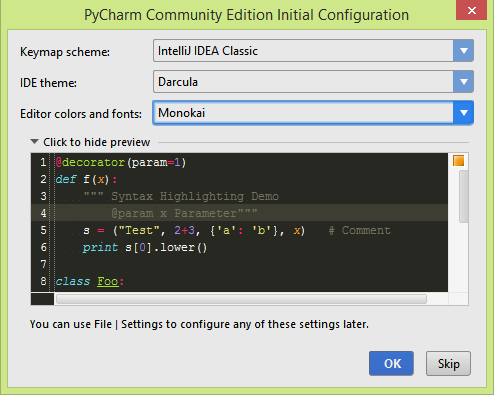 PyCharm Community Edition Initial Configuration
Keymap scheme: IntelliJ IDEA Classic
IDE theme: Darcula
Editor colors and fonts: Monokai
Click to hide preview
1 @decorator(param=1)
2 def f(x):
3     """ Syntax Highlighting Demo
4         @param x Parameter"""
5     s = ("Test", 2+3, {'a': 'b'}, x)   # Comment
6     print s[0].lower()
7
8 class Foo:
You can use File | Settings to configure any of these settings later.
OK Skip